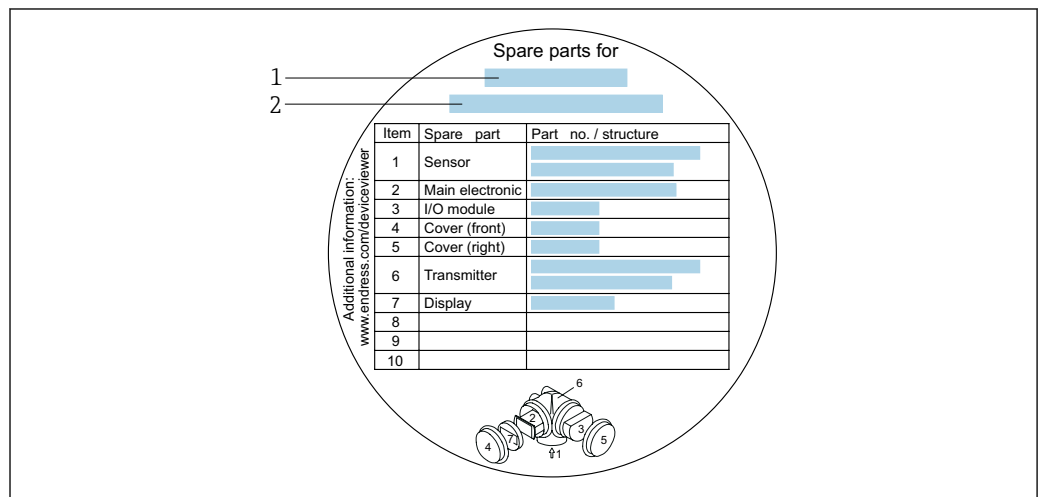 Spare parts for
1
2
Additional information:
www.endress.com/deviceviewer
Item Spare part Part no. / structure
1 Sensor
2 Main electronic
3 I/O module
4 Cover (front)
5 Cover (right)
6 Transmitter
7 Display
8
9
10
6
2
3
7
4
5
1